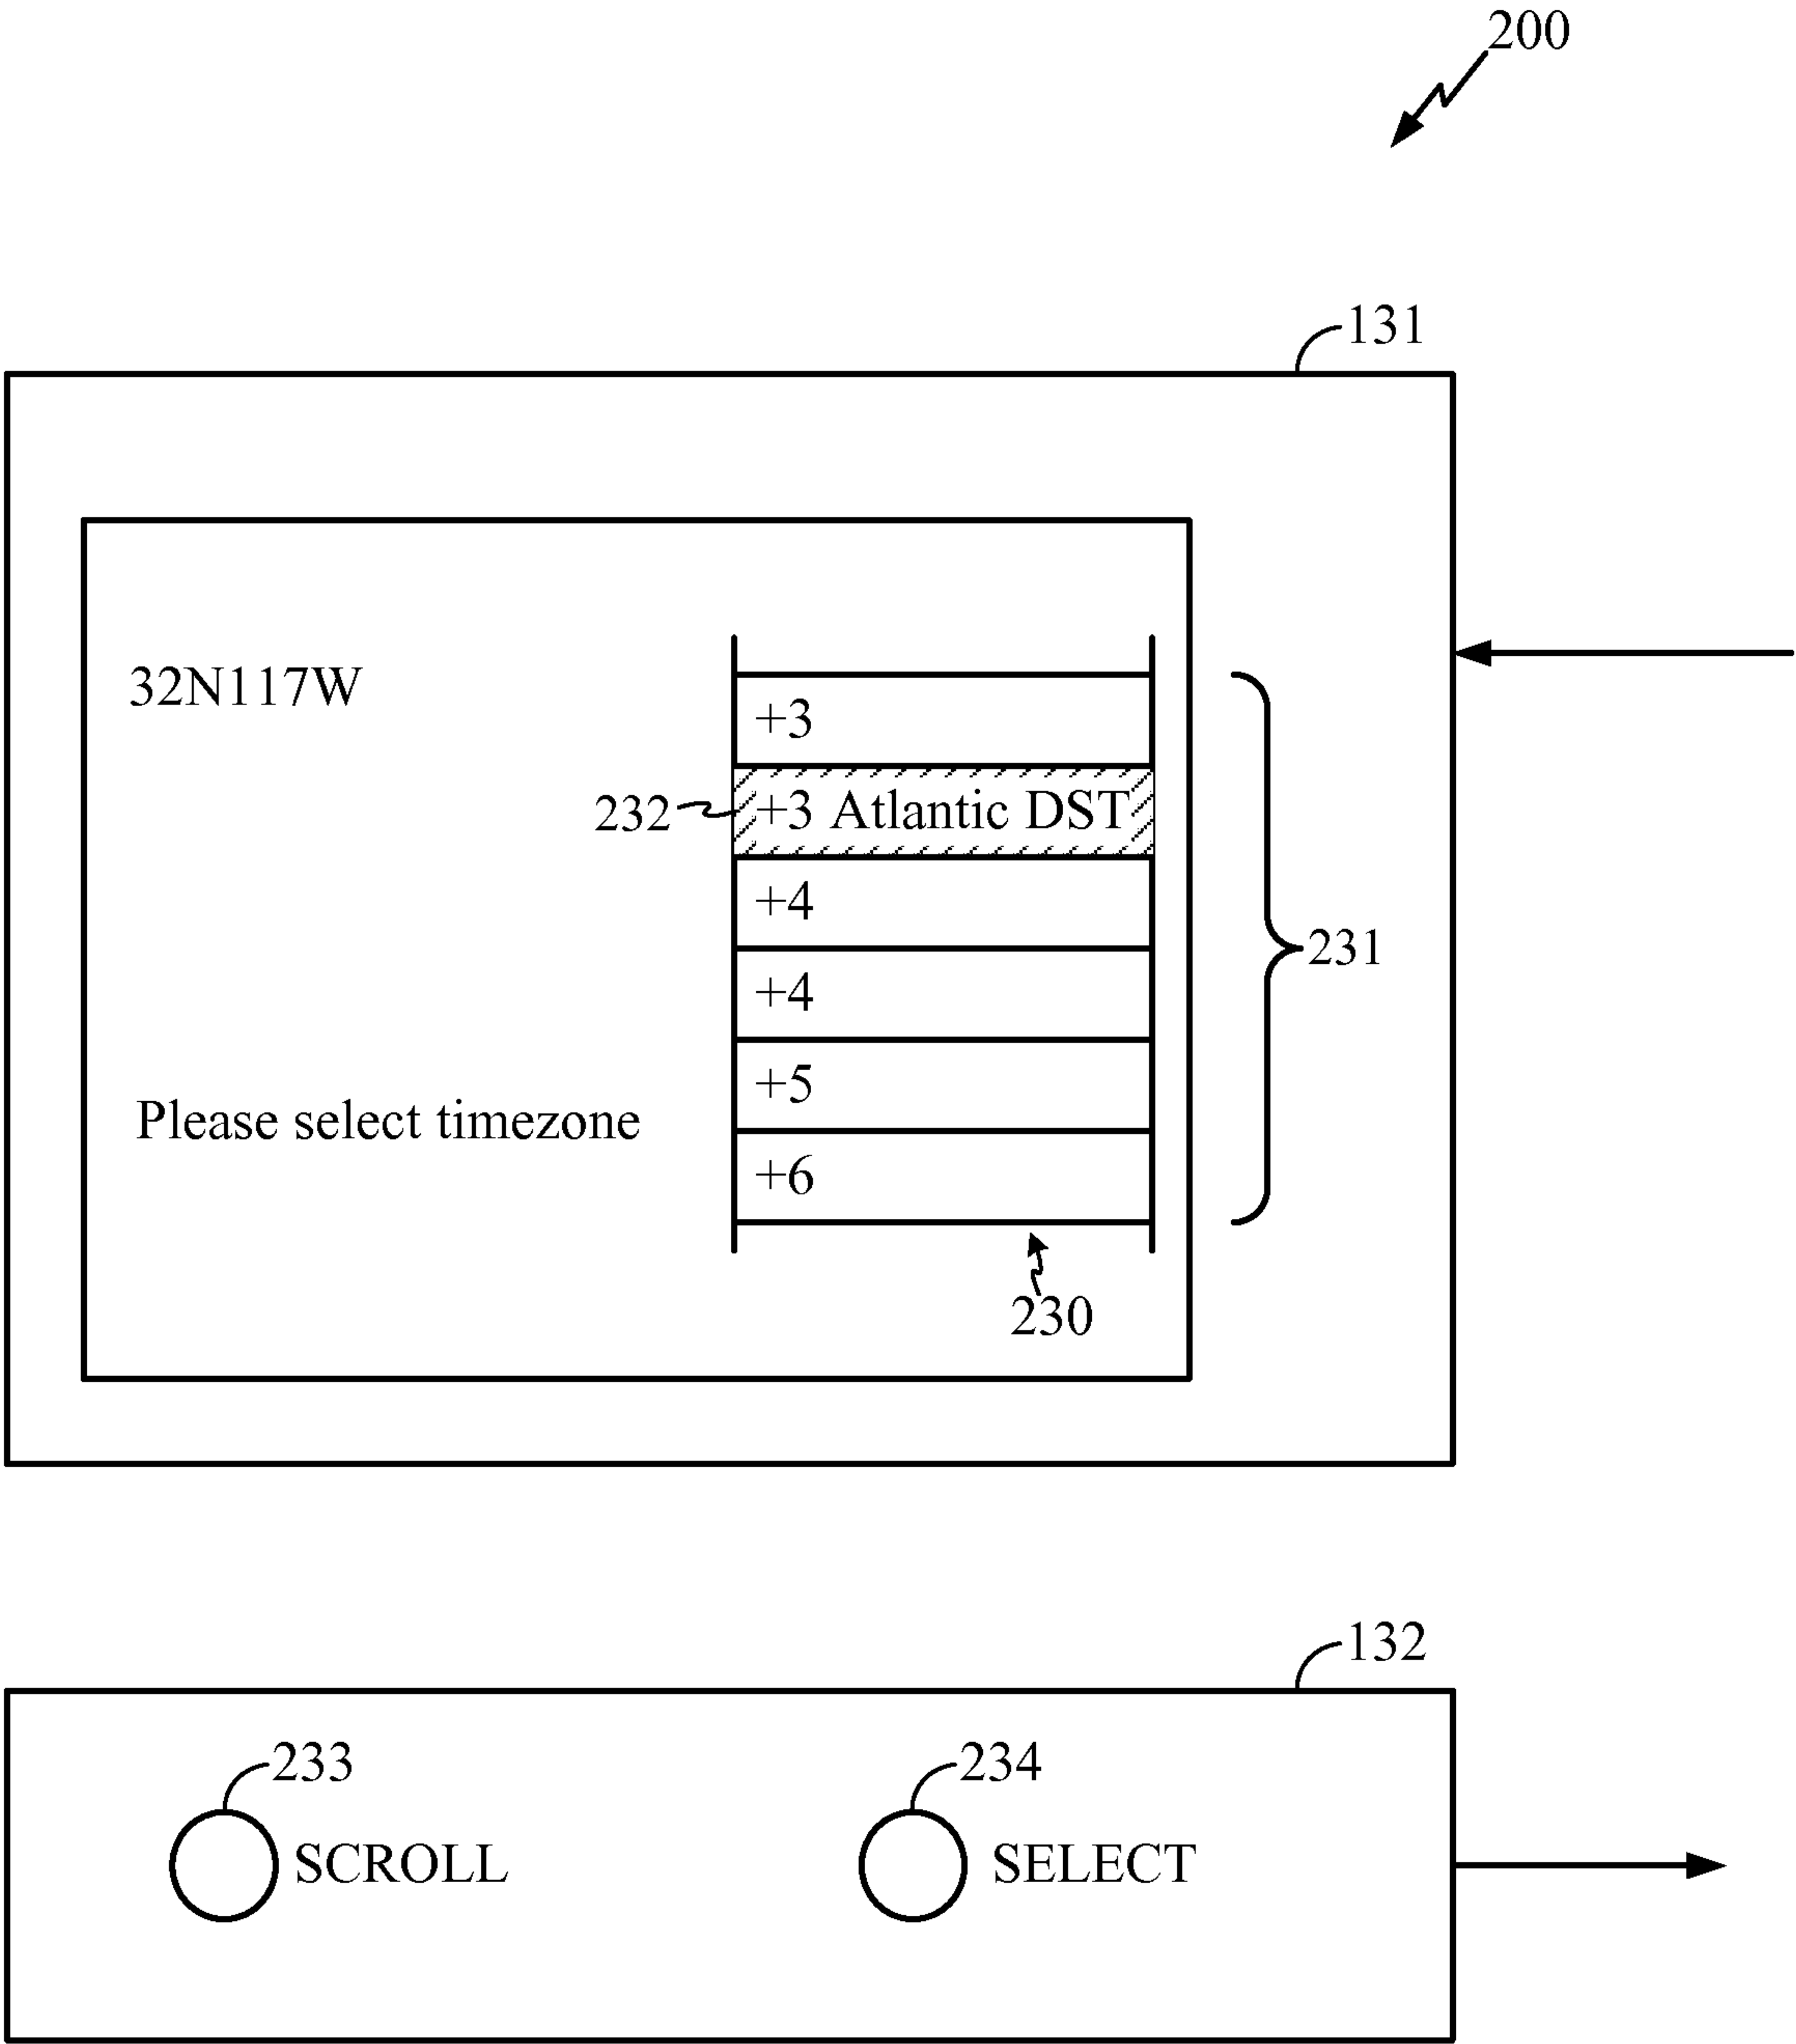 200
131
32N117W
+3
232
+3 Atlantic DST
+4
231
+4
+5
Please select timezone
+6
230
132
233
234
SCROLL
SELECT